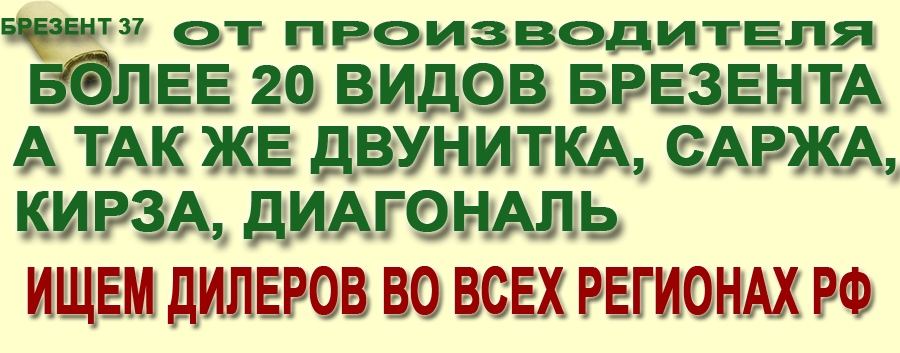 БРЕЗЕНТ 37 ОТ ПРОИЗВОДИТЕЛЯ
БОЛЕЕ 20 ВИДОВ БРЕЗЕНТА
А ТАК ЖЕ ДВУНИТКА, САРЖА,
КИРЗА, ДИАГОНАЛЬ
ИЩЕМ ДИЛЕРОВ ВО ВСЕХ РЕГИОНАХ РФ